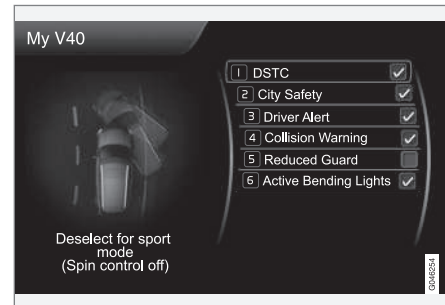 My V40
1 DSTC
2 City Safety
3 Driver Alert
4 Collision Warning
5 Reduced Guard
6 Active Bending Lights
Deselect for sport
mode
(Spin control off)
G046254